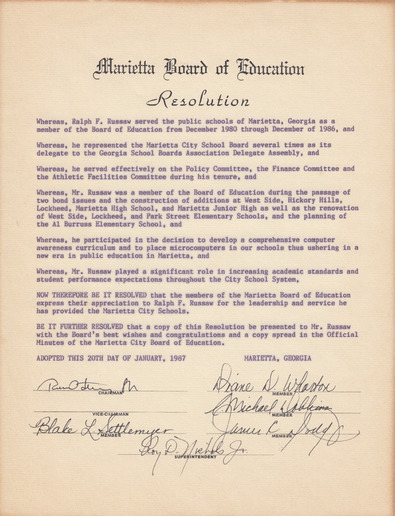 Marietta Board of Education
Resolution
Whereas, Ralph F. Russaw served the public schools of Marietta, Georgia as a
member of the Board of Education from December 1980 through December of 1986, and
Whereas, he represented the Marietta City School Board several times as its
delegate to the Georgia School Boards Association Delegate Assembly, and
Whereas, he served effectively on the Policy Committee, the Finance Committee and
the Athletic Facilities Committee during his tenure, and
Whereas, Mr. Russaw was a member of the Board of Education during the passage of
two bond issues and the construction of additions at West Side, Hickory Hills,
Lockheed, Marietta High School, and Marietta Junior High as well as the renovation
of West Side, Lockheed, and Park Street Elementary Schools, and the planning of
the Al Burruss Elementary School, and
Whereas, he participated in the decision to develop a comprehensive computer
awareness curriculum and to place microcomputers in our schools thus ushering in a
new era in public education in Marietta, and
Whereas, Mr. Russaw played a significant role in increasing academic standards and
student performance expectations throughout the City School System,
NOW THEREFORE BE IT RESOLVED that the members of the Marietta Board of Education
express their appreciation to Ralph F. Russaw for the leadership and service he
has provided the Marietta City Schools.
BE IT FURTHER RESOLVED that a copy of this Resolution be presented to Mr. Russaw
with the Board's best wishes and congratulations and a copy spread in the Official
Minutes of the Marietta City Board of Education.
ADOPTED THIS 20TH DAY OF JANUARY, 1987 MARIETTA, GEORGIA
Diane D. Wharton
CHAIRMAN MEMBER
Michael
VICE-CHAIRMAN MEMBER
Blake L. Settlemyer James C.
MEMBER MEMBER
Roy D. Nichols Jr.
SUPERINTENDENT